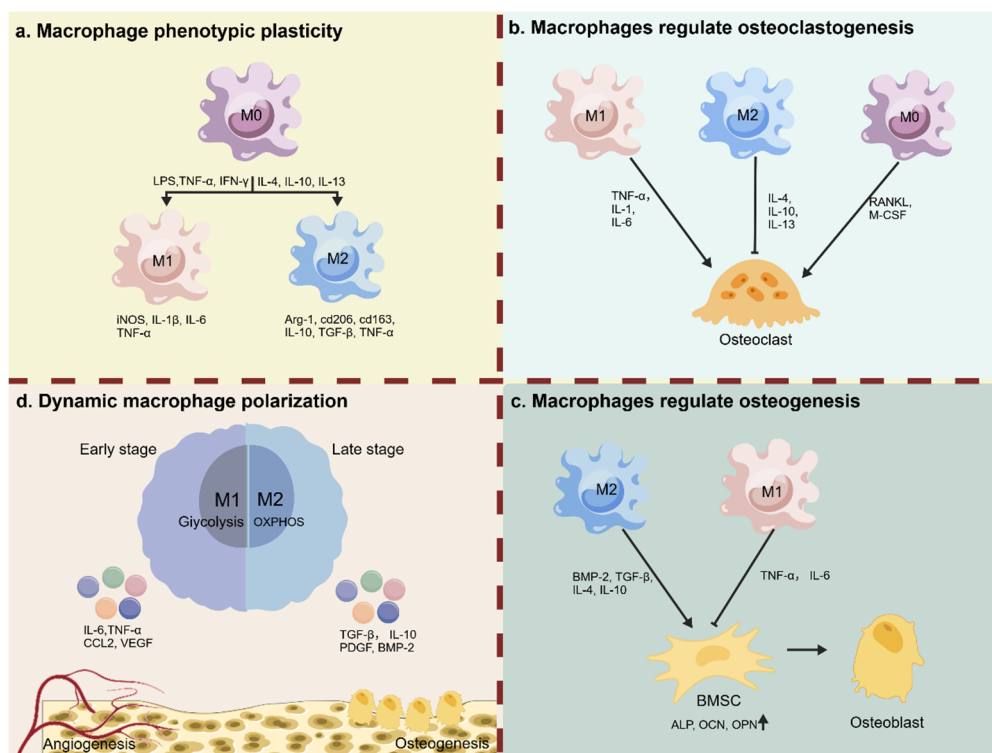 a. Macrophage phenotypic plasticity
M0
LPS,TNF-α, IFN-γ IL-4, IL-10, IL-13
M1
M2
iNOS, IL-1β, IL-6
TNF-α
Arg-1, cd206, cd163,
IL-10, TGF-β, TNF-α
b. Macrophages regulate osteoclastogenesis
M1
M2
M0
TNF-α,
IL-1,
IL-6
IL-4,
IL-10,
IL-13
RANKL,
M-CSF
Osteoclast
d. Dynamic macrophage polarization
Early stage
Late stage
M1
M2
Giycolysis
OXPHOS
IL-6,TNF-α
CCL2, VEGF
TGF-β, IL-10
PDGF, BMP-2
Angiogenesis
Osteogenesis
c. Macrophages regulate osteogenesis
M2
M1
BMP-2, TGF-β,
IL-4, IL-10
TNF-α, IL-6
BMSC
ALP, OCN, OPN
Osteoblast